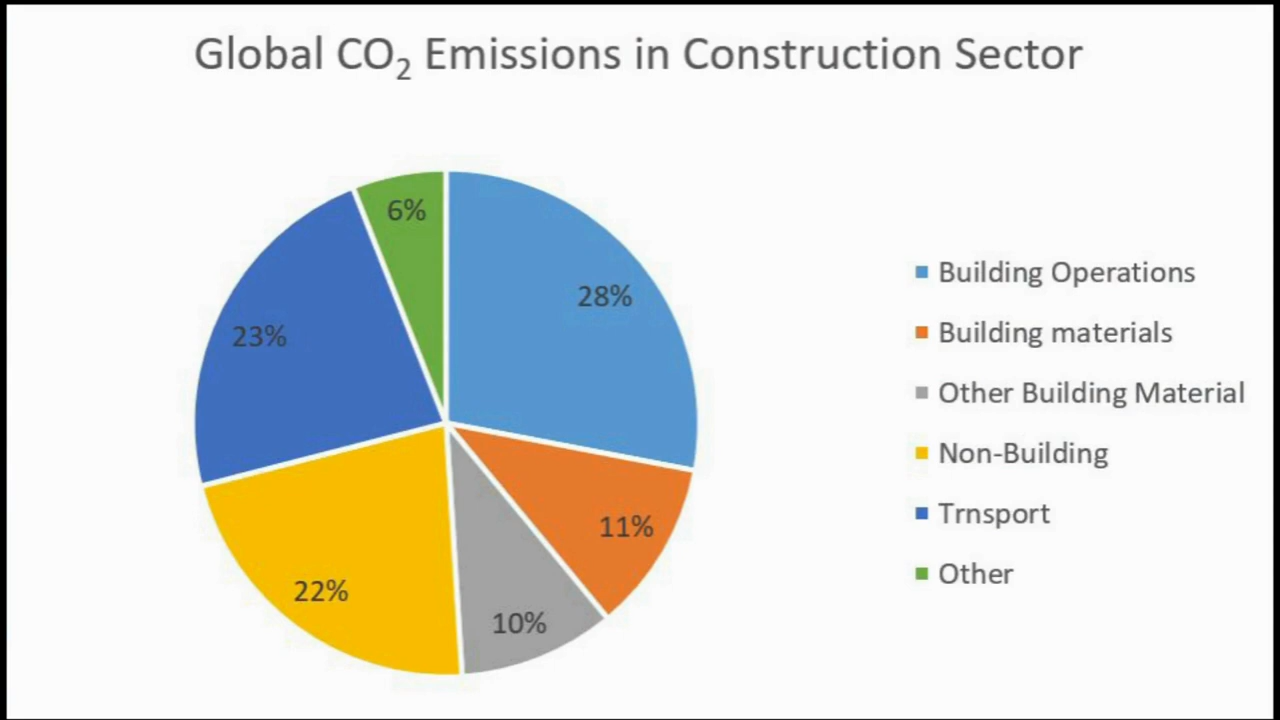 Global CO₂ Emissions in Construction Sector
6%
28%
23%
11%
22%
10%
Building Operations
Building materials
Other Building Material
Non-Building
Trnsport
Other